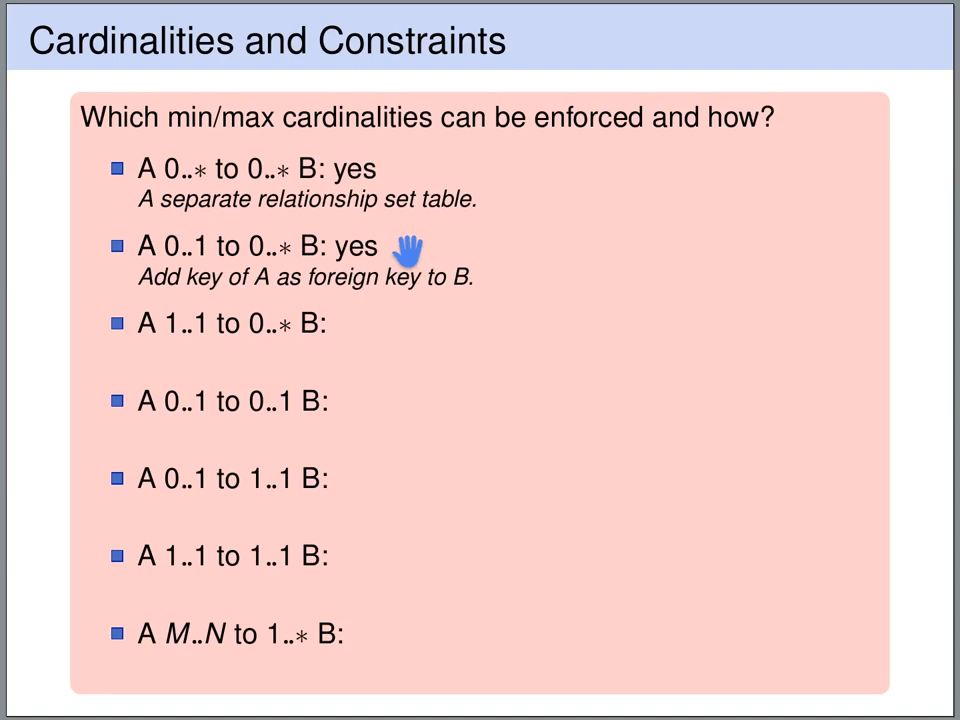 Cardinalities and Constraints
Which min/max cardinalities can be enforced and how?
A 0..∗ to 0..∗ B: yes
A separate relationship set table.
A 0..1 to 0..∗ B: yes
Add key of A as foreign key to B.
A 1..1 to 0..∗ B:
A 0..1 to 0..1 B:
A 0..1 to 1..1 B:
A 1..1 to 1..1 B:
A M..N to 1..∗ B: